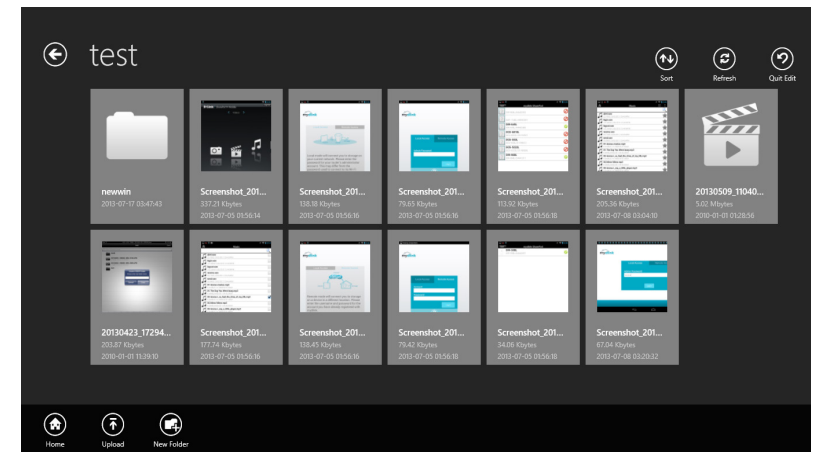 test
Sort
Refresh
Quit Edit
newwin
2013-07-17 03:47:43
Screenshot_201...
337.21 Kbytes
2013-07-05 01:56:14
Screenshot_201...
138.18 Kbytes
2013-07-05 01:56:16
Screenshot_201...
79.65 Kbytes
2013-07-05 01:56:16
Screenshot_201...
113.92 Kbytes
2013-07-05 01:56:18
Screenshot_201...
205.36 Kbytes
2013-07-08 03:04:10
20130509_11040...
5.02 Mbytes
2010-01-01 01:28:56
20130423_17294...
203.87 Kbytes
2010-01-01 11:39:10
Screenshot_201...
177.74 Kbytes
2013-07-05 01:56:16
Screenshot_201...
138.45 Kbytes
2013-07-05 01:56:16
Screenshot_201...
79.42 Kbytes
2013-07-05 01:56:18
Screenshot_201...
34.06 Kbytes
2013-07-05 01:56:18
Screenshot_201...
67.04 Kbytes
2013-07-08 03:20:32
Home
Upload
New Folder